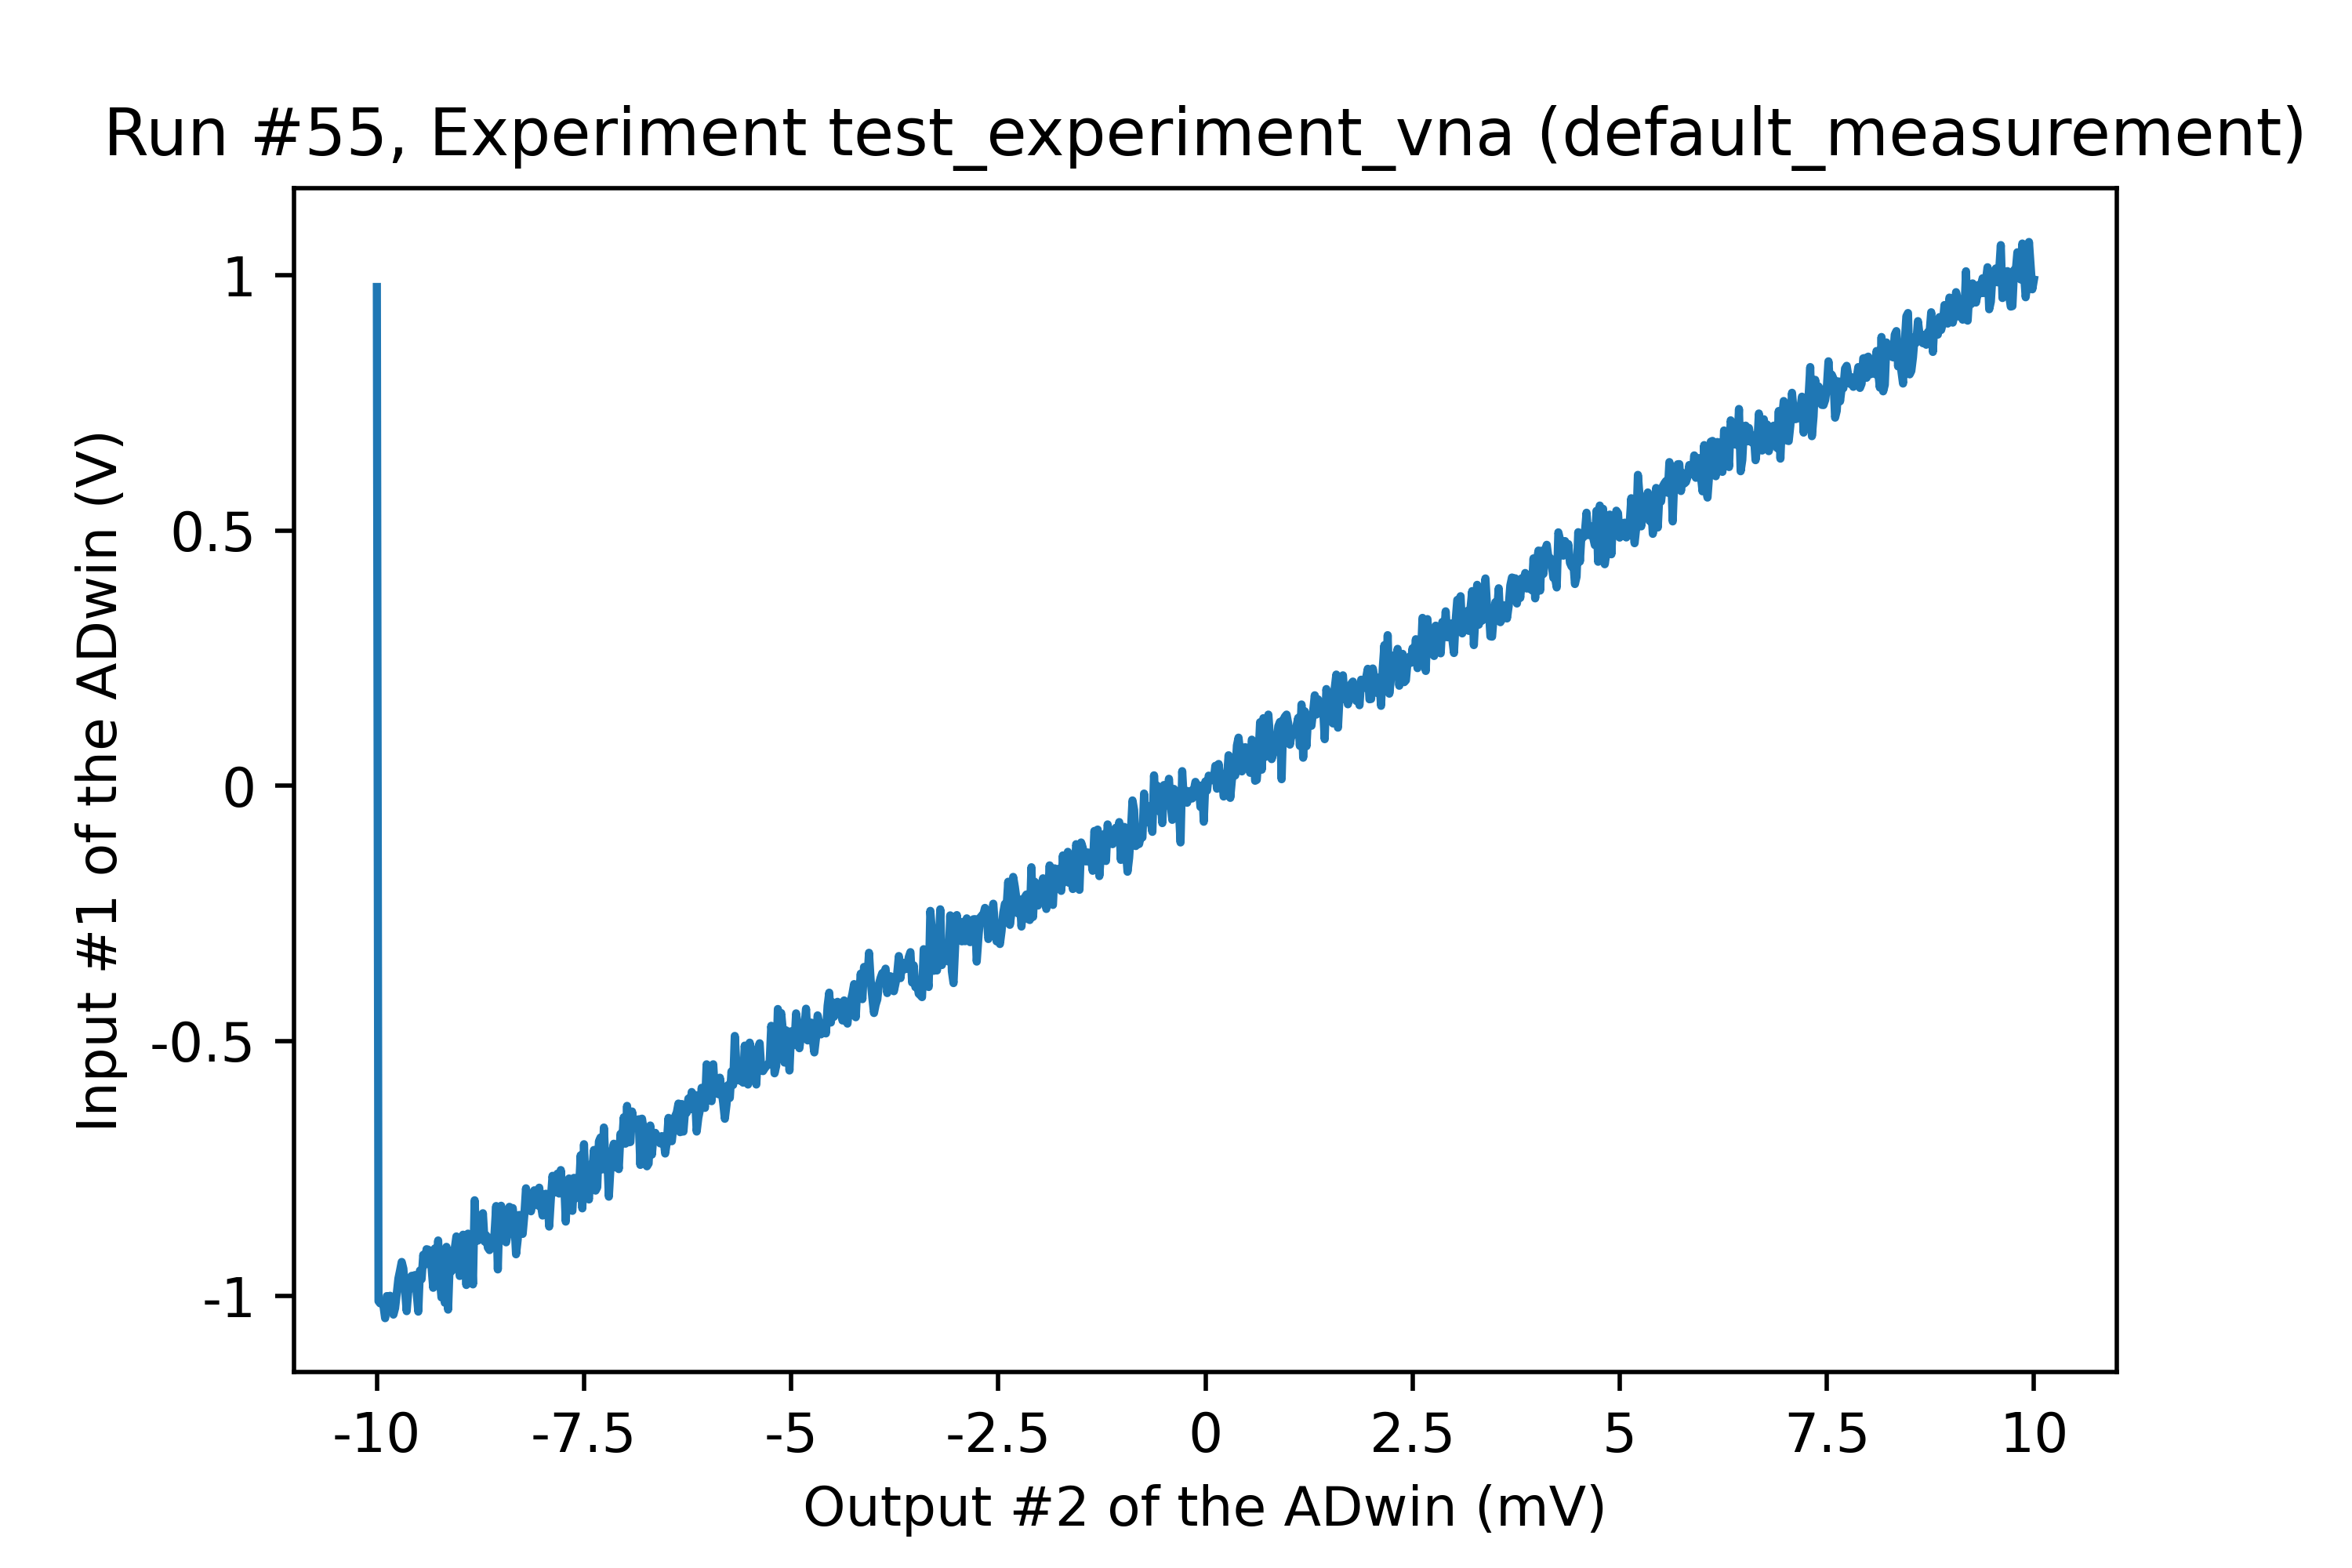 Run #55, Experiment test_experiment_vna (default_measurement)
Input #1 of the ADwin (V)
1
0.5
0
-0.5
-1
-10 -7.5 -5 -2.5 0 2.5 5 7.5 10
Output #2 of the ADwin (mV)